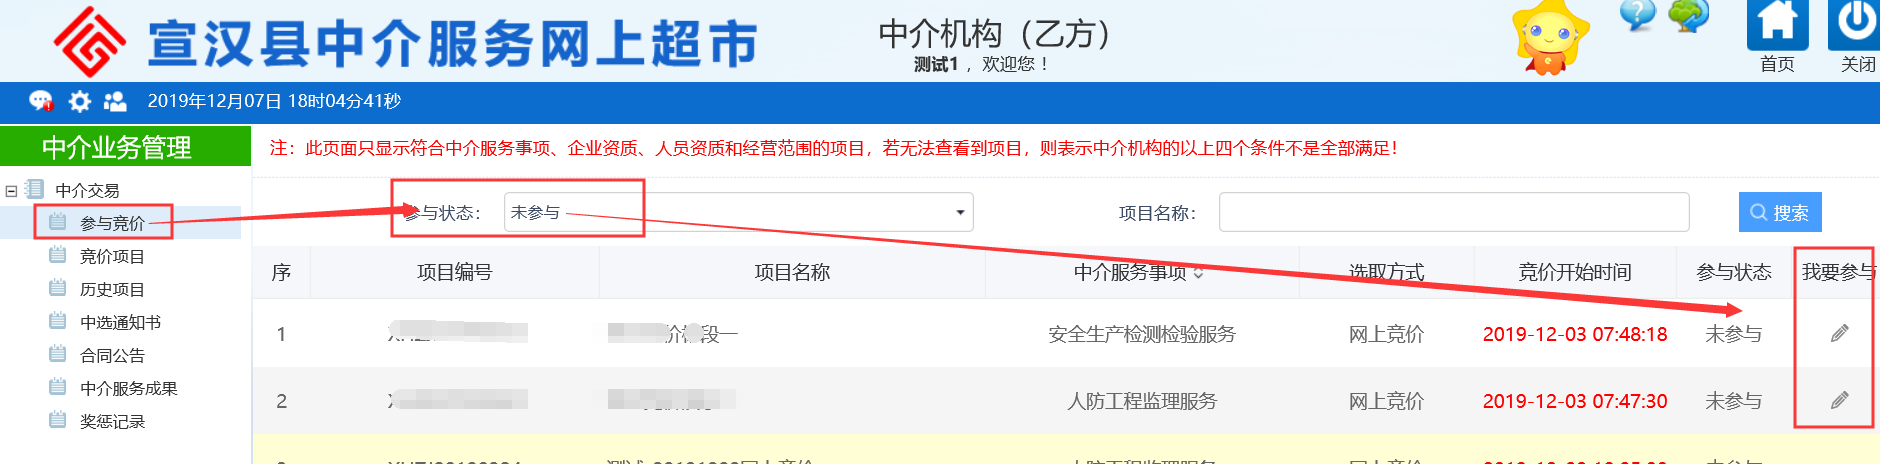 宣汉县中介服务网上超市
中介机构（乙方）
测试1 ，欢迎您！
首页
关闭
2019年12月07日 18时04分41秒
中介业务管理
中介交易
参与竞价
竞价项目
历史项目
中选通知书
合同公告
中介服务成果
奖惩记录
注：此页面只显示符合中介服务事项、企业资质、人员资质和经营范围的项目，若无法查看到项目，则表示中介机构的以上四个条件不是全部满足！
参与状态： 未参与 项目名称： 搜索
序 项目编号 项目名称 中介服务事项 选取方式 竞价开始时间 参与状态 我要参与
1 段一 安全生产检测检验服务 网上竞价 2019-12-03 07:48:18 未参与
2 人防工程监理服务 网上竞价 2019-12-03 07:47:30 未参与